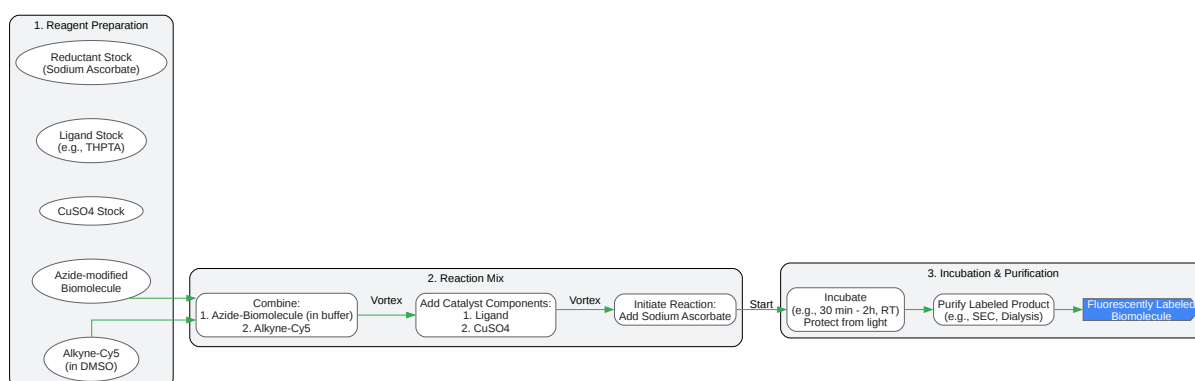 1. Reagent Preparation
Reductant Stock
(Sodium Ascorbate)
Ligand Stock
(e.g., THPTA)
CuSO4 Stock
Azide-modified
Biomolecule
Alkyne-Cy5
(in DMSO)
2. Reaction Mix
Combine:
1. Azide-Biomolecule (in buffer)
2. Alkyne-Cy5
Vortex
Add Catalyst Components:
1. Ligand
2. CuSO4
Vortex
Initiate Reaction:
Add Sodium Ascorbate
Start
3. Incubation & Purification
Incubate
(e.g., 30 min - 2h, RT)
Protect from light
Purify Labeled Product
(e.g., SEC, Dialysis)
Fluorescently Labeled
Biomolecule